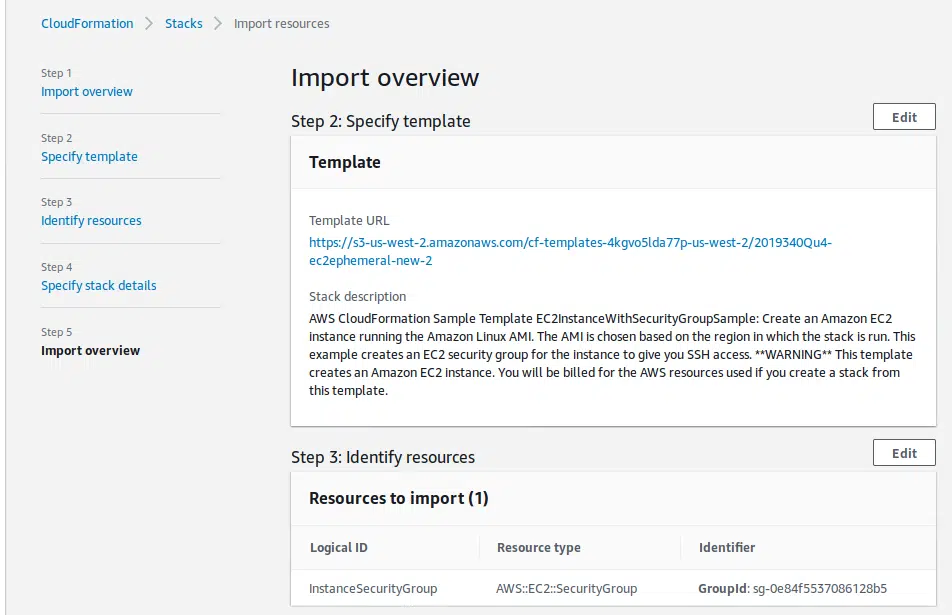 CloudFormation > Stacks > Import resources
Step 1
Import overview
Step 2
Specify template
Step 3
Identify resources
Step 4
Specify stack details
Step 5
Import overview
Import overview
Step 2: Specify template
Edit
Template
Template URL
https://s3-us-west-2.amazonaws.com/cf-templates-4kgvo5lda77p-us-west-2/2019340Qu4-
ec2ephemeral-new-2
Stack description
AWS CloudFormation Sample Template EC2InstanceWithSecurityGroupSample: Create an Amazon EC2
instance running the Amazon Linux AMI. The AMI is chosen based on the region in which the stack is run. This
example creates an EC2 security group for the instance to give you SSH access. **WARNING** This template
creates an Amazon EC2 instance. You will be billed for the AWS resources used if you create a stack from
this template.
Step 3: Identify resources
Edit
Resources to import (1)
Logical ID Resource type Identifier
InstanceSecurityGroup AWS::EC2::SecurityGroup GroupId: sg-0e84f5537086128b5